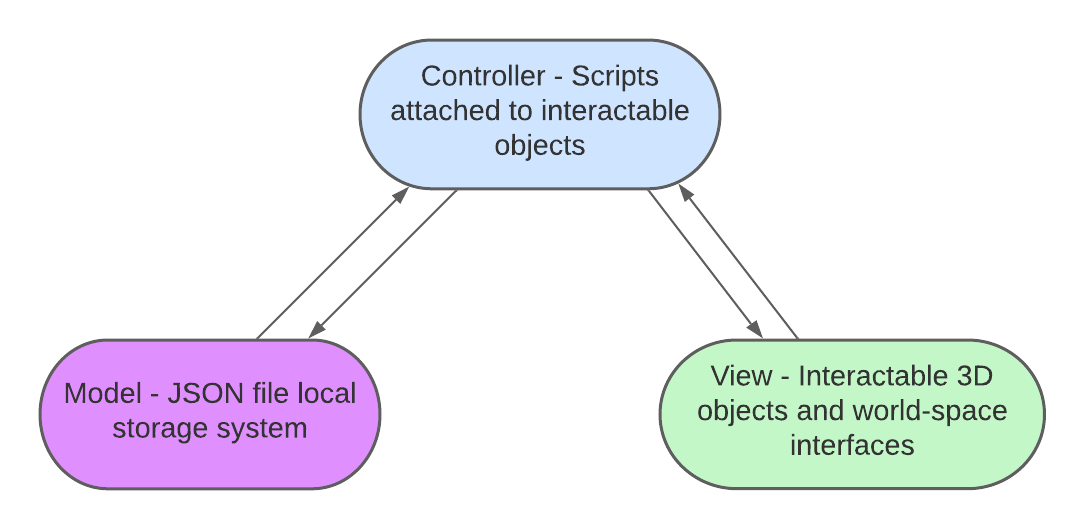 Controller - Scripts
attached to interactable
objects
Model - JSON file local
storage system
View - Interactable 3D
objects and world-space
interfaces